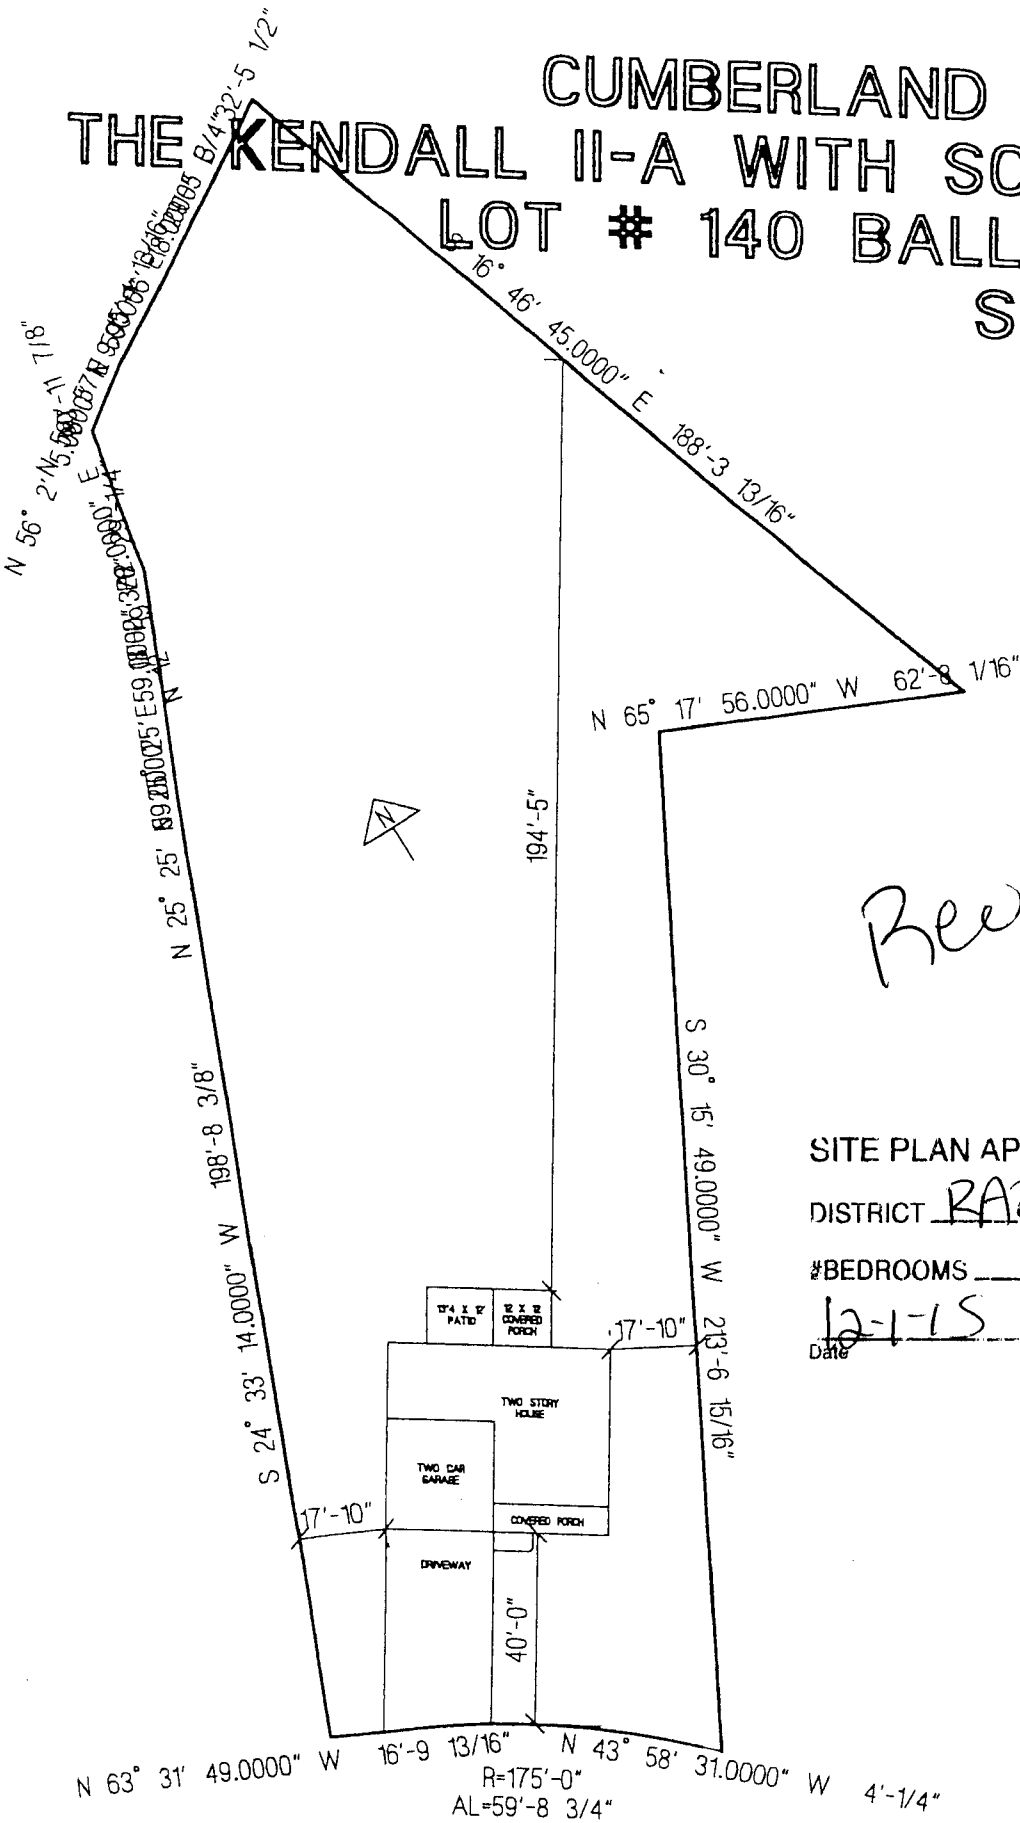 CUMBERLAND
THE KENDALL II-A WITH SC
LOT # 140 BALL
S
32'-5 1/2"
16° 46' 45.0000" E 188'-3 13/16"
N 56° 2'
N 65° 17' 56.0000" W 62'-8 1/16"
194'-5"
N
N 25° 25'
S 30° 15' 49.0000" W 213'-6 15/16"
S 24° 33' 14.0000" W 198'-8 3/8"
SITE PLAN AP
DISTRICT
#BEDROOMS
12-1-15
Date
13'4 X 12' PATIO
12 X 12 COVERED PORCH
17'-10"
TWO STORY HOUSE
TWO CAR GARAGE
17'-10"
COVERED PORCH
DRIVEWAY
40'-0"
N 63° 31' 49.0000" W 16'-9 13/16"
N 43° 58' 31.0000" W 4'-1/4"
R=175'-0"
AL=59'-8 3/4"